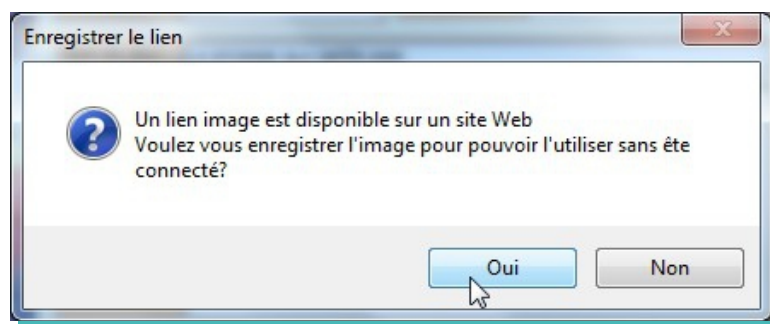 Enregistrer le lien
Un lien image est disponible sur un site Web
Voulez vous enregistrer l'image pour pouvoir l'utiliser sans ête
connecté?
Oui Non